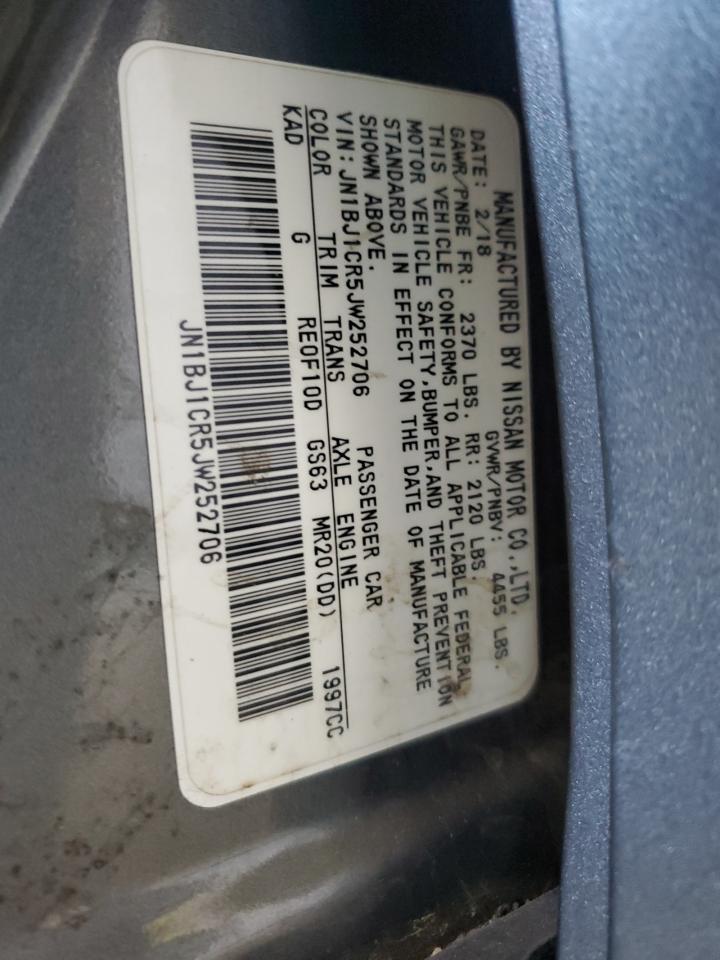 MANUFACTURED BY NISSAN MOTOR CO.,LTD.
DATE: 2/18 GVWR/PNBV: 4455 LBS.
GAWR/PNBE FR: 2370 LBS. RR: 2120 LBS.
THIS VEHICLE CONFORMS TO ALL APPLICABLE FEDERAL
MOTOR VEHICLE SAFETY,BUMPER,AND THEFT PREVENTION
STANDARDS IN EFFECT ON THE DATE OF MANUFACTURE
SHOWN ABOVE.
VIN: JN1BJ1CR5JW252706 PASSENGER CAR
COLOR TRIM TRANS AXLE ENGINE
KAD G RE0F10D GS63 MR20(DD) 1997CC
JN1BJ1CR5JW252706